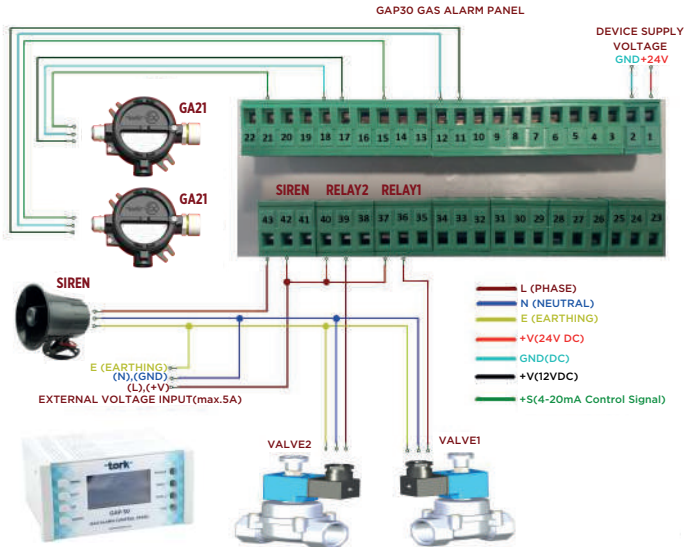 GAP30 GAS ALARM PANEL
DEVICE SUPPLY
VOLTAGE
GND+24V
GA21
22 21 20 19 18 17 16 15 14 13 12 11 10 9 8 7 6 5 4 3 2 1
GA21
SIREN RELAY2 RELAY1
43 42 41 40 39 38 37 36 35 34 33 32 31 30 29 28 27 26 25 24 23
SIREN
L (PHASE)
N (NEUTRAL)
E (EARTHING)
+V(24V DC)
GND(DC)
+V(12VDC)
+S(4-20mA Control Signal)
E (EARTHING)
(N),(GND)
(L),(+V)
EXTERNAL VOLTAGE INPUT(max.5A)
VALVE2
VALVE1
tork
GAP 30
GAS ALARM CONTROL PANEL